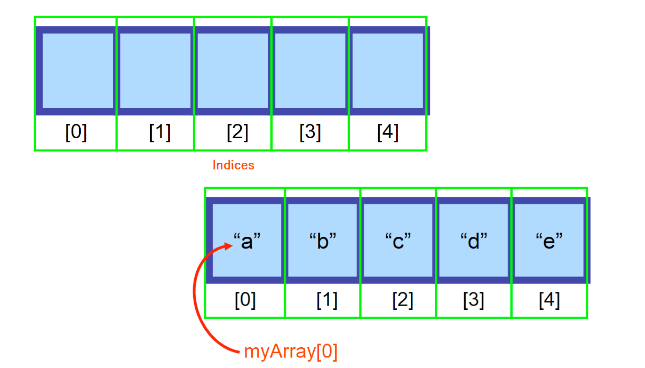 [0] [1] [2] [3] [4]
Indices
“a” “b” “c” “d” “e”
[0] [1] [2] [3] [4]
myArray[0]